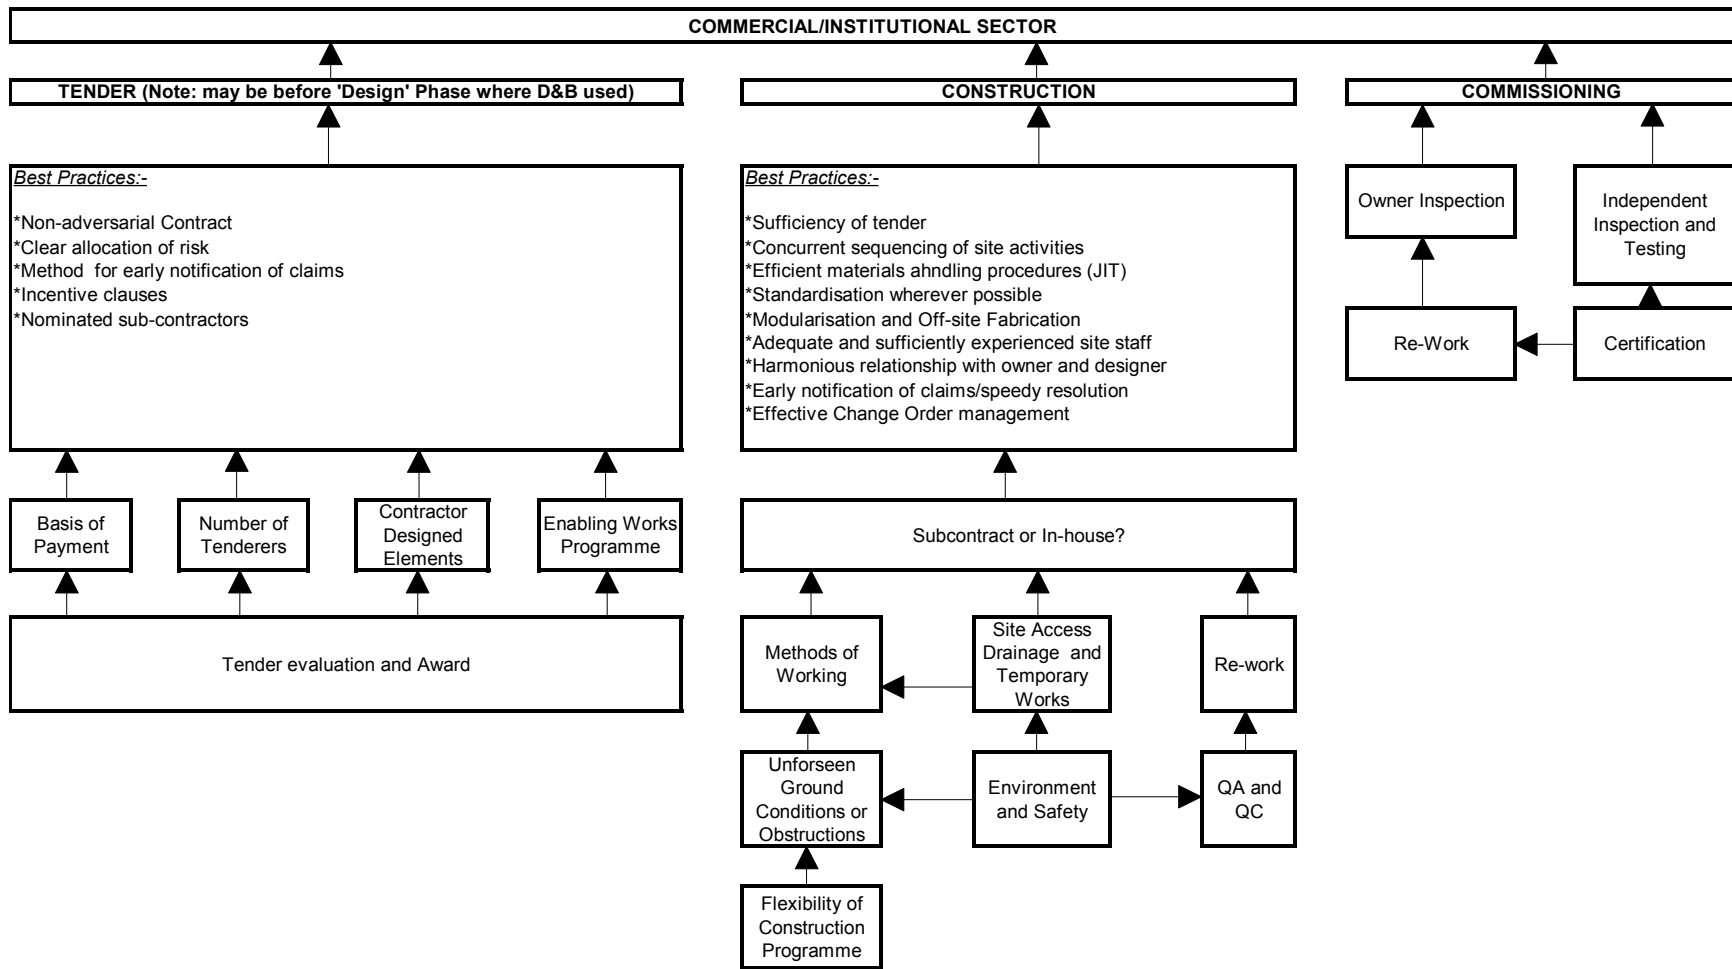 COMMERCIAL/INSTITUTIONAL SECTOR
TENDER (Note: may be before 'Design' Phase where D&B used)
CONSTRUCTION
COMMISSIONING
Best Practices:-
*Non-adversarial Contract
*Clear allocation of risk
*Method for early notification of claims
*Incentive clauses
*Nominated sub-contractors
Best Practices:-
*Sufficiency of tender
*Concurrent sequencing of site activities
*Efficient materials ahndling procedures (JIT)
*Standardisation wherever possible
*Modularisation and Off-site Fabrication
*Adequate and sufficiently experienced site staff
*Harmonious relationship with owner and designer
*Early notification of claims/speedy resolution
*Effective Change Order management
Owner Inspection
Independent
Inspection and
Testing
Re-Work
Certification
Basis of
Payment
Number of
Tenderers
Contractor
Designed
Elements
Enabling Works
Programme
Subcontract or In-house?
Tender evaluation and Award
Methods of
Working
Site Access
Drainage and
Temporary
Works
Re-work
Unforseen
Ground
Conditions or
Obstructions
Environment
and Safety
QA and
QC
Flexibility of
Construction
Programme